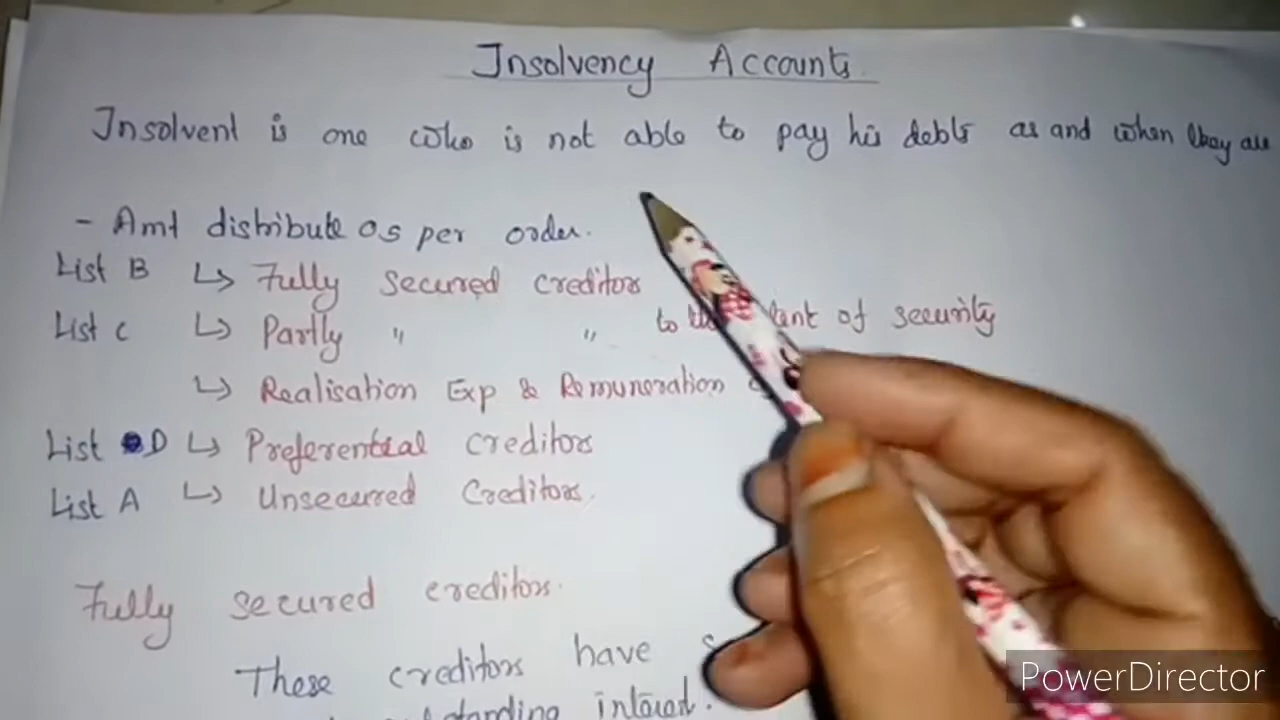 Insolvency Accounts
Insolvent is one who is not able to pay his debts as and when they are
- Amt distribute as per order.
List B ↳ Fully secured creditors
List C ↳ Partly " " to of security
↳ Realisation Exp & Remuneration
List D ↳ Preferential Creditors
List A ↳ Unsecured Creditors.
Fully secured creditors.
These creditors have
interest.
PowerDirector